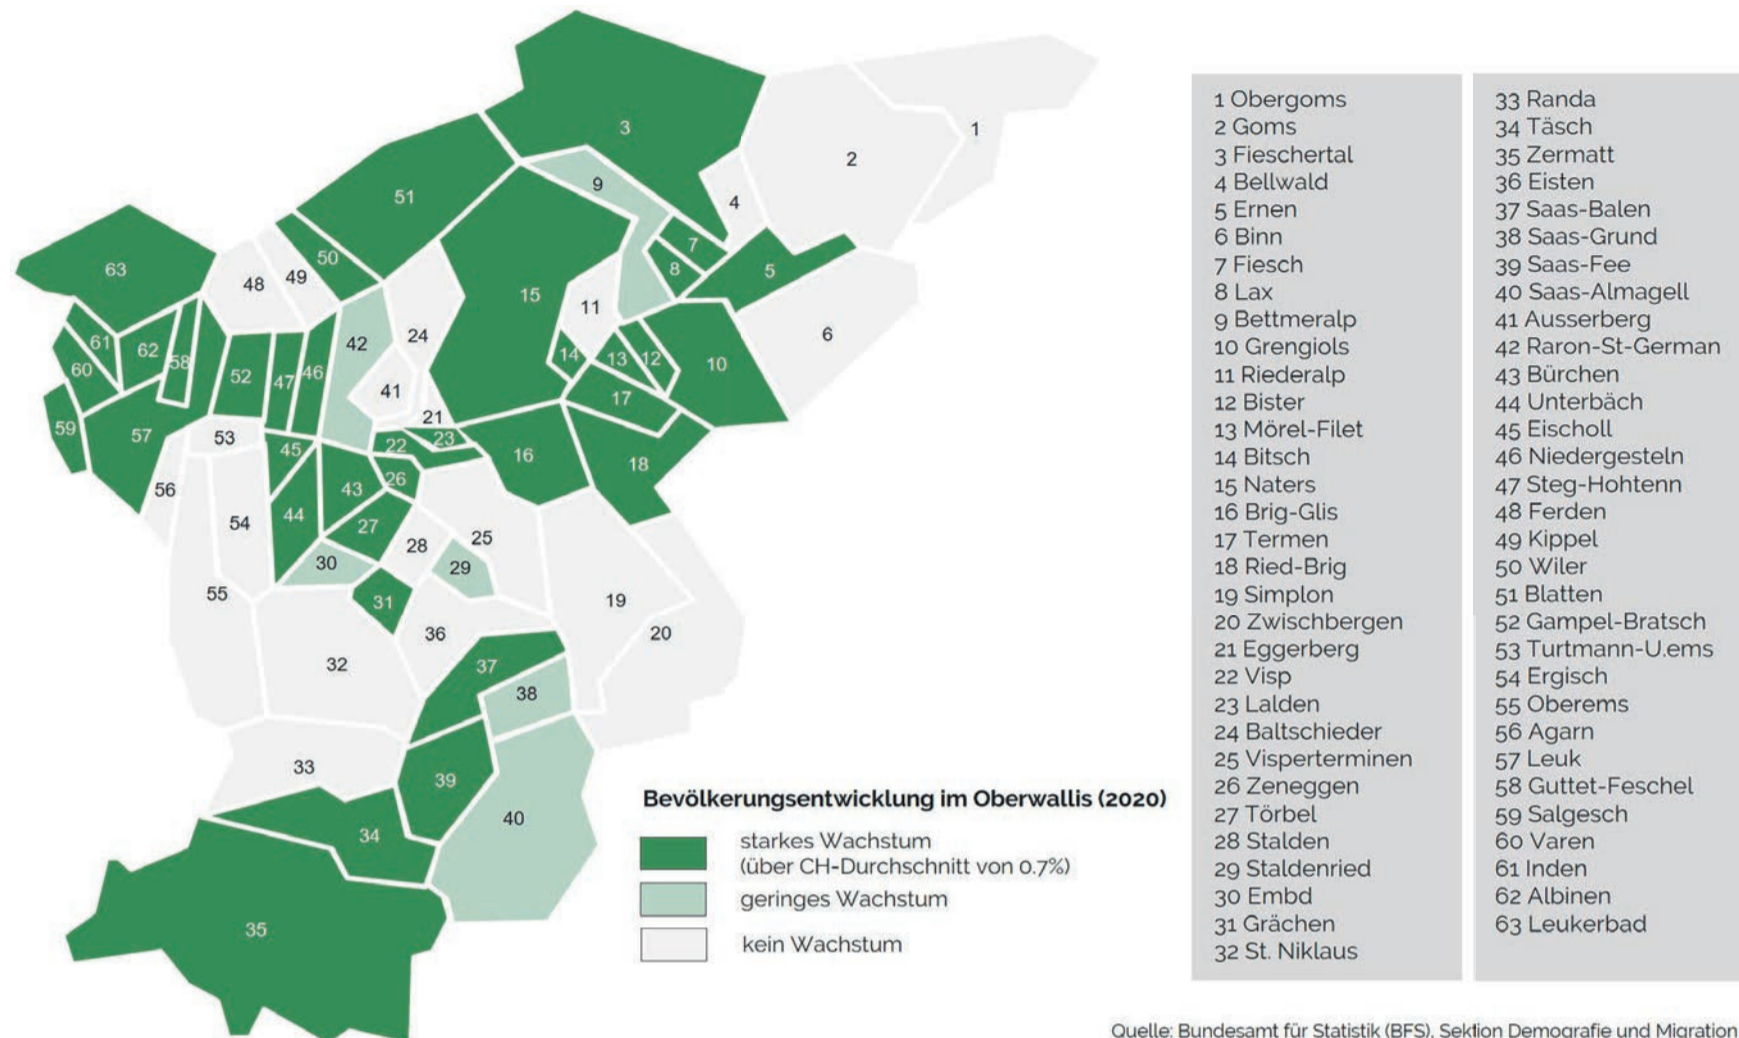 3
1
2
9
51
4
7
50
63
5
8
49
48
15
11
6
24
61
42
62
14
13
12
58
10
60
52
47
46
41
17
21
59
57
53
22
23
45
16
18
26
56
43
44
54
27
25
28
30
29
55
31
19
36
20
32
37
38
33
39
40
34
35
Bevölkerungsentwicklung im Oberwallis (2020)
starkes Wachstum
(über CH-Durchschnitt von 0.7%)
geringes Wachstum
kein Wachstum
1 Obergoms
2 Goms
3 Fieschertal
4 Bellwald
5 Ernen
6 Binn
7 Fiesch
8 Lax
9 Bettmeralp
10 Grengiols
11 Riederalp
12 Bister
13 Mörel-Filet
14 Bitsch
15 Naters
16 Brig-Glis
17 Termen
18 Ried-Brig
19 Simplon
20 Zwischbergen
21 Eggerberg
22 Visp
23 Lalden
24 Baltschieder
25 Visperterminen
26 Zeneggen
27 Törbel
28 Stalden
29 Staldenried
30 Embd
31 Grächen
32 St. Niklaus
33 Randa
34 Täsch
35 Zermatt
36 Eisten
37 Saas-Balen
38 Saas-Grund
39 Saas-Fee
40 Saas-Almagell
41 Ausserberg
42 Raron-St-German
43 Bürchen
44 Unterbäch
45 Eischoll
46 Niedergesteln
47 Steg-Hohtenn
48 Ferden
49 Kippel
50 Wiler
51 Blatten
52 Gampel-Bratsch
53 Turtmann-U.ems
54 Ergisch
55 Oberems
56 Agarn
57 Leuk
58 Guttet-Feschel
59 Salgesch
60 Varen
61 Inden
62 Albinen
63 Leukerbad
Quelle: Bundesamt für Statistik (BFS), Sektion Demografie und Migration